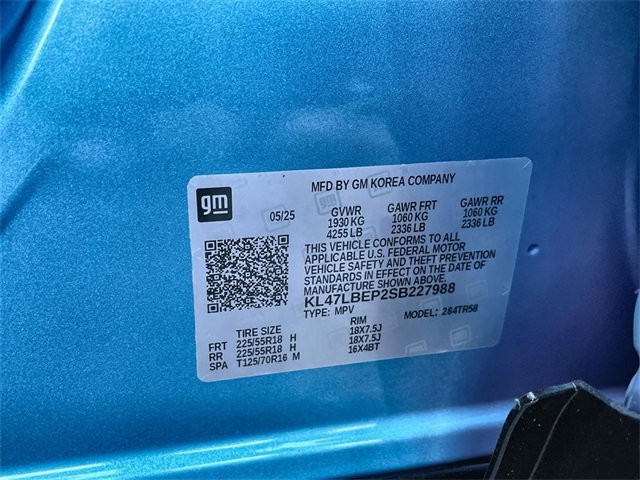 MFD BY GM KOREA COMPANY
gm
05/25 GVWR GAWR FRT GAWR RR
1930 KG 1060 KG 1060 KG
4255 LB 2336 LB 2336 LB
THIS VEHICLE CONFORMS TO ALL
APPLICABLE U.S. FEDERAL MOTOR
VEHICLE SAFETY AND THEFT PREVENTION
STANDARDS IN EFFECT ON THE DATE OF
MANUFACTURE SHOWN ABOVE.
KL47LBEP2SB227988
TYPE: MPV MODEL: 284TR58
TIRE SIZE RIM
FRT 225/55R18 H 18X7.5J
RR 225/55R18 H 18X7.5J
SPA T125/70R16 M 16X4BT